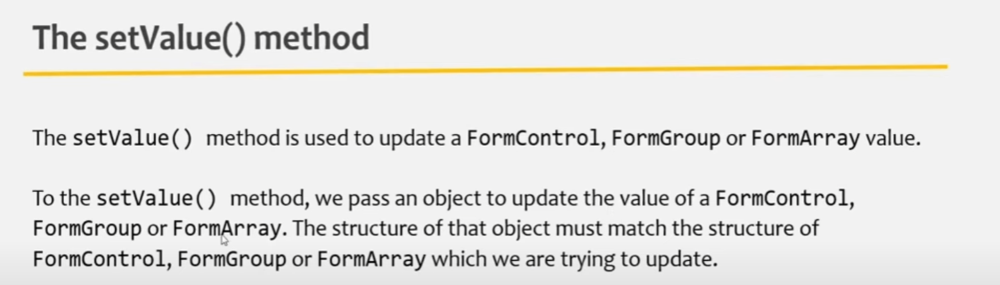 The setValue() method
The setValue() method is used to update a FormControl, FormGroup or FormArray value.
To the setValue() method, we pass an object to update the value of a FormControl,
FormGroup or FormArray. The structure of that object must match the structure of
FormControl, FormGroup or FormArray which we are trying to update.